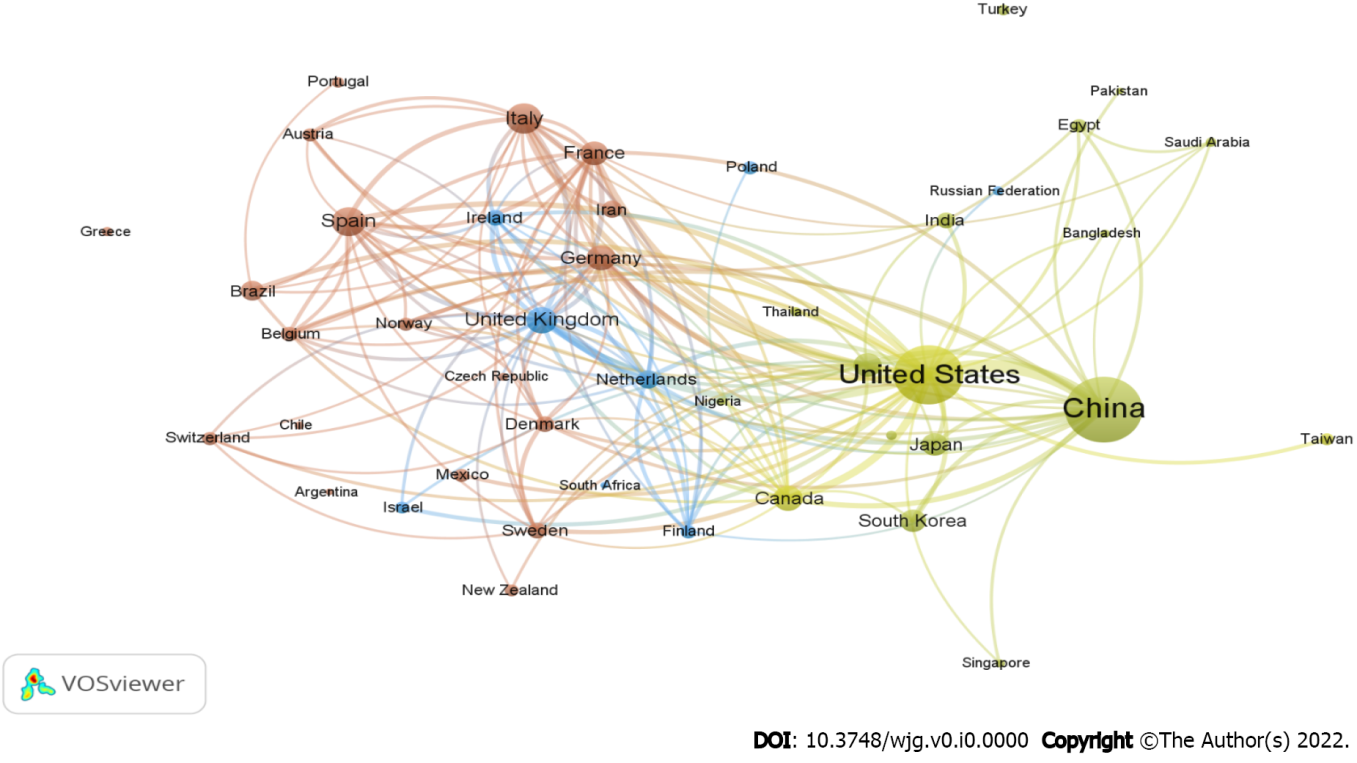 Turkey
Portugal
Pakistan
Italy
Egypt
Austria
Saudi Arabia
France
Poland
Russian Federation
Iran
Ireland
Spain
India
Greece
Bangladesh
Germany
Brazil
Thailand
United Kingdom
Norway
Belgium
United States
Czech Republic
Netherlands
Nigeria
China
Chile
Denmark
Switzerland
Taiwan
Japan
Mexico
South Africa
Argentina
Canada
Israel
South Korea
Sweden
Finland
New Zealand
Singapore
VOSviewer
DOI: 10.3748/wjg.v0.i0.0000 Copyright ©The Author(s) 2022.